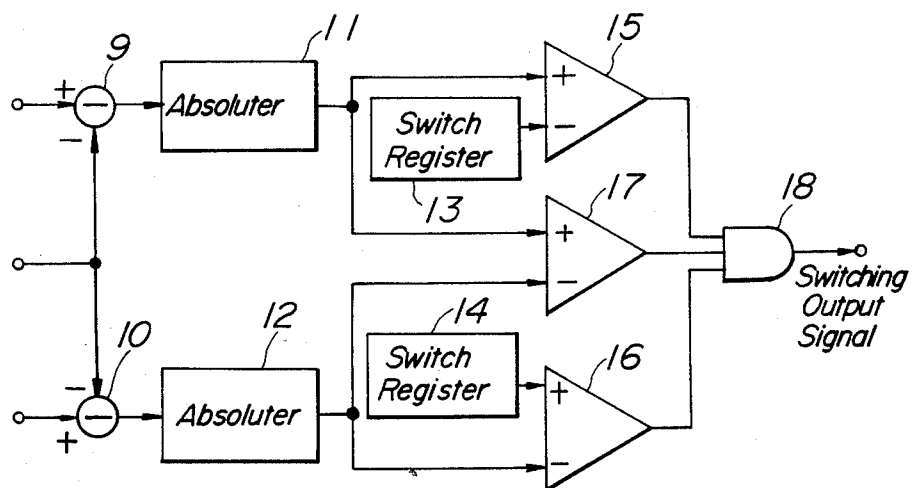 9
11
15
+
−
−
Absoluter
+
−
Switch
Register
13
17
18
+
−
Switching
Output
Signal
10
12
14
16
−
−
+
Absoluter
Switch
Register
+
−